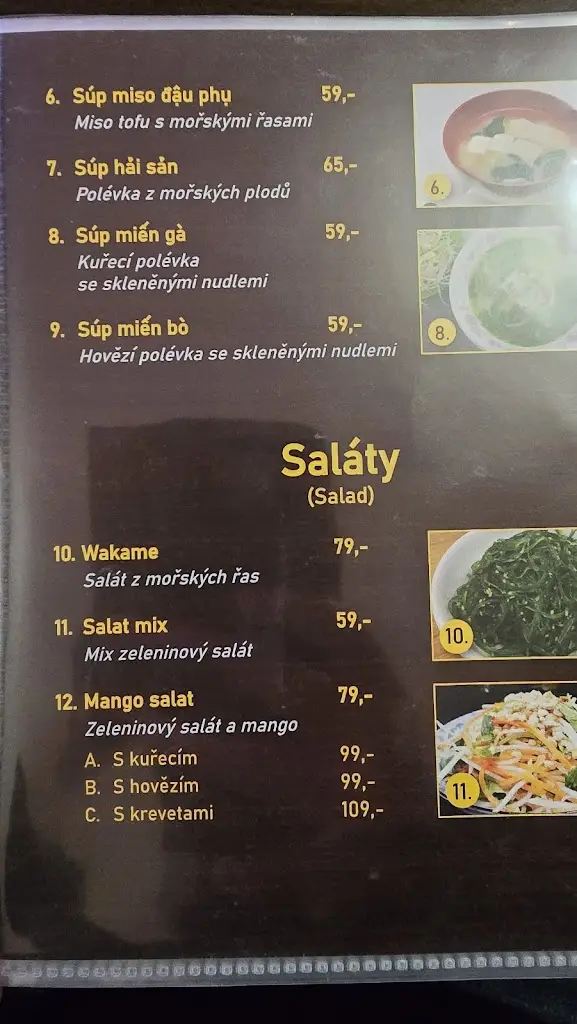 6. Súp miso đậu phụ 59,-
Miso tofu s mořskými řasami
6.
7. Súp hải sản 65,-
Polévka z mořských plodů
8. Súp miến gà 59,-
Kuřecí polévka
se skleněnými nudlemi
8.
9. Súp miến bò 59,-
Hovězí polévka se skleněnými nudlemi
Saláty
(Salad)
10. Wakame 79,-
Salát z mořských řas
10.
11. Salat mix 59,-
Mix zeleninový salát
12. Mango salat 79,-
Zeleninový salát a mango
A. S kuřecím 99,-
B. S hovězím 99,-
C. S krevetami 109,-
11.